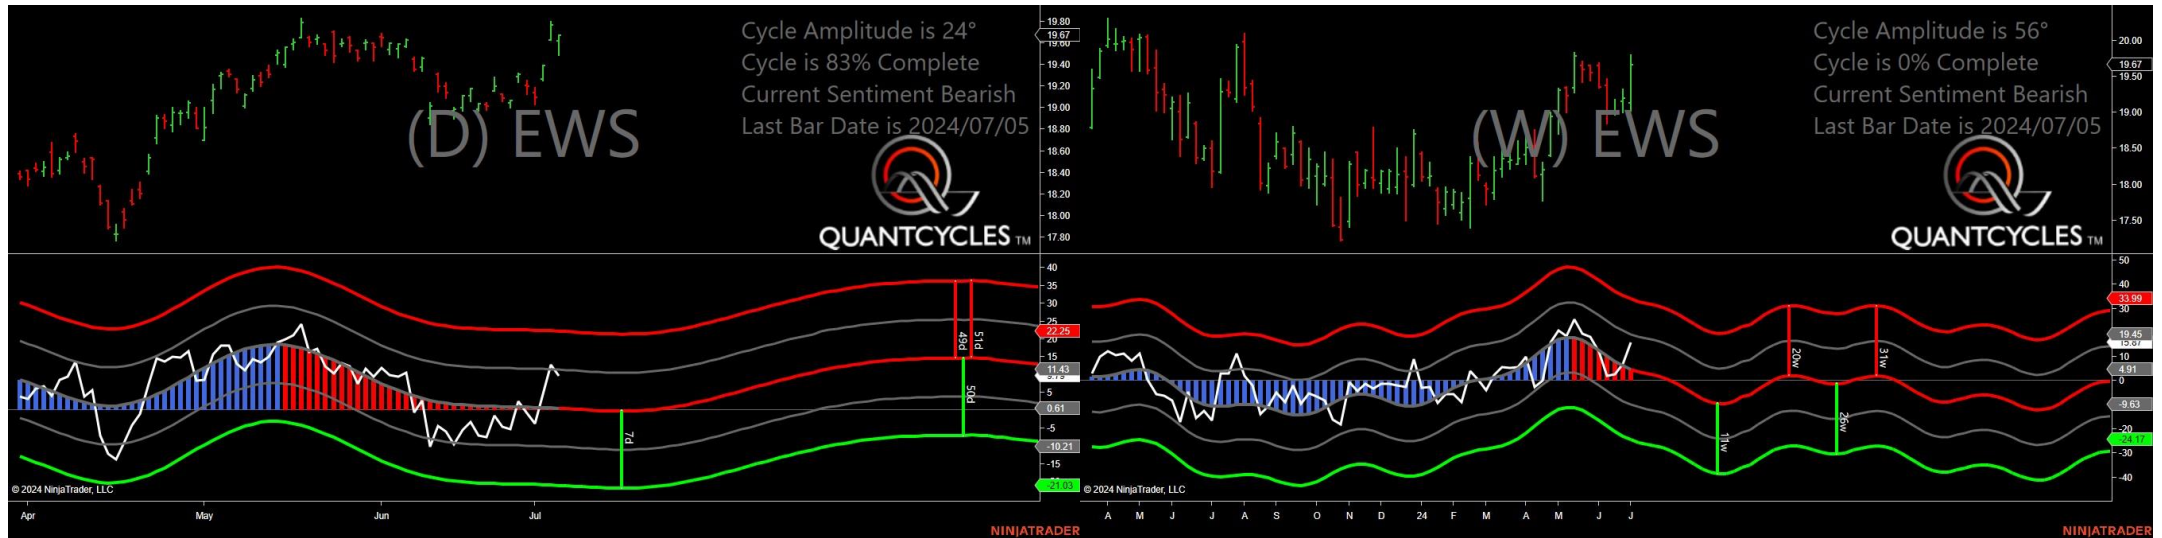 Cycle Amplitude is 24°
Cycle is 83% Complete
Current Sentiment Bearish
Last Bar Date is 2024/07/05
(D) EWS
QUANTCYCLES TM
19.80
19.67
19.60
19.40
19.20
19.00
18.80
18.60
18.40
18.20
18.00
17.80
40
35
30
25
22.25
20
15
11.43
9.79
5
0.61
-5
-10.21
-15
-21.03
7d
49d
51d
50d
© 2024 NinjaTrader, LLC
Apr May Jun Jul
NINJATRADER
Cycle Amplitude is 56°
Cycle is 0% Complete
Current Sentiment Bearish
Last Bar Date is 2024/07/05
(W) EWS
QUANTCYCLES TM
20.00
19.67
19.50
19.00
18.50
18.00
17.50
50
40
33.99
30
19.45
15.87
10
4.91
0
-9.63
-20
-24.17
-30
-40
11w
20w
26w
31w
© 2024 NinjaTrader, LLC
A M J J A S O N D 24 F M A M J J
NINJATRADER